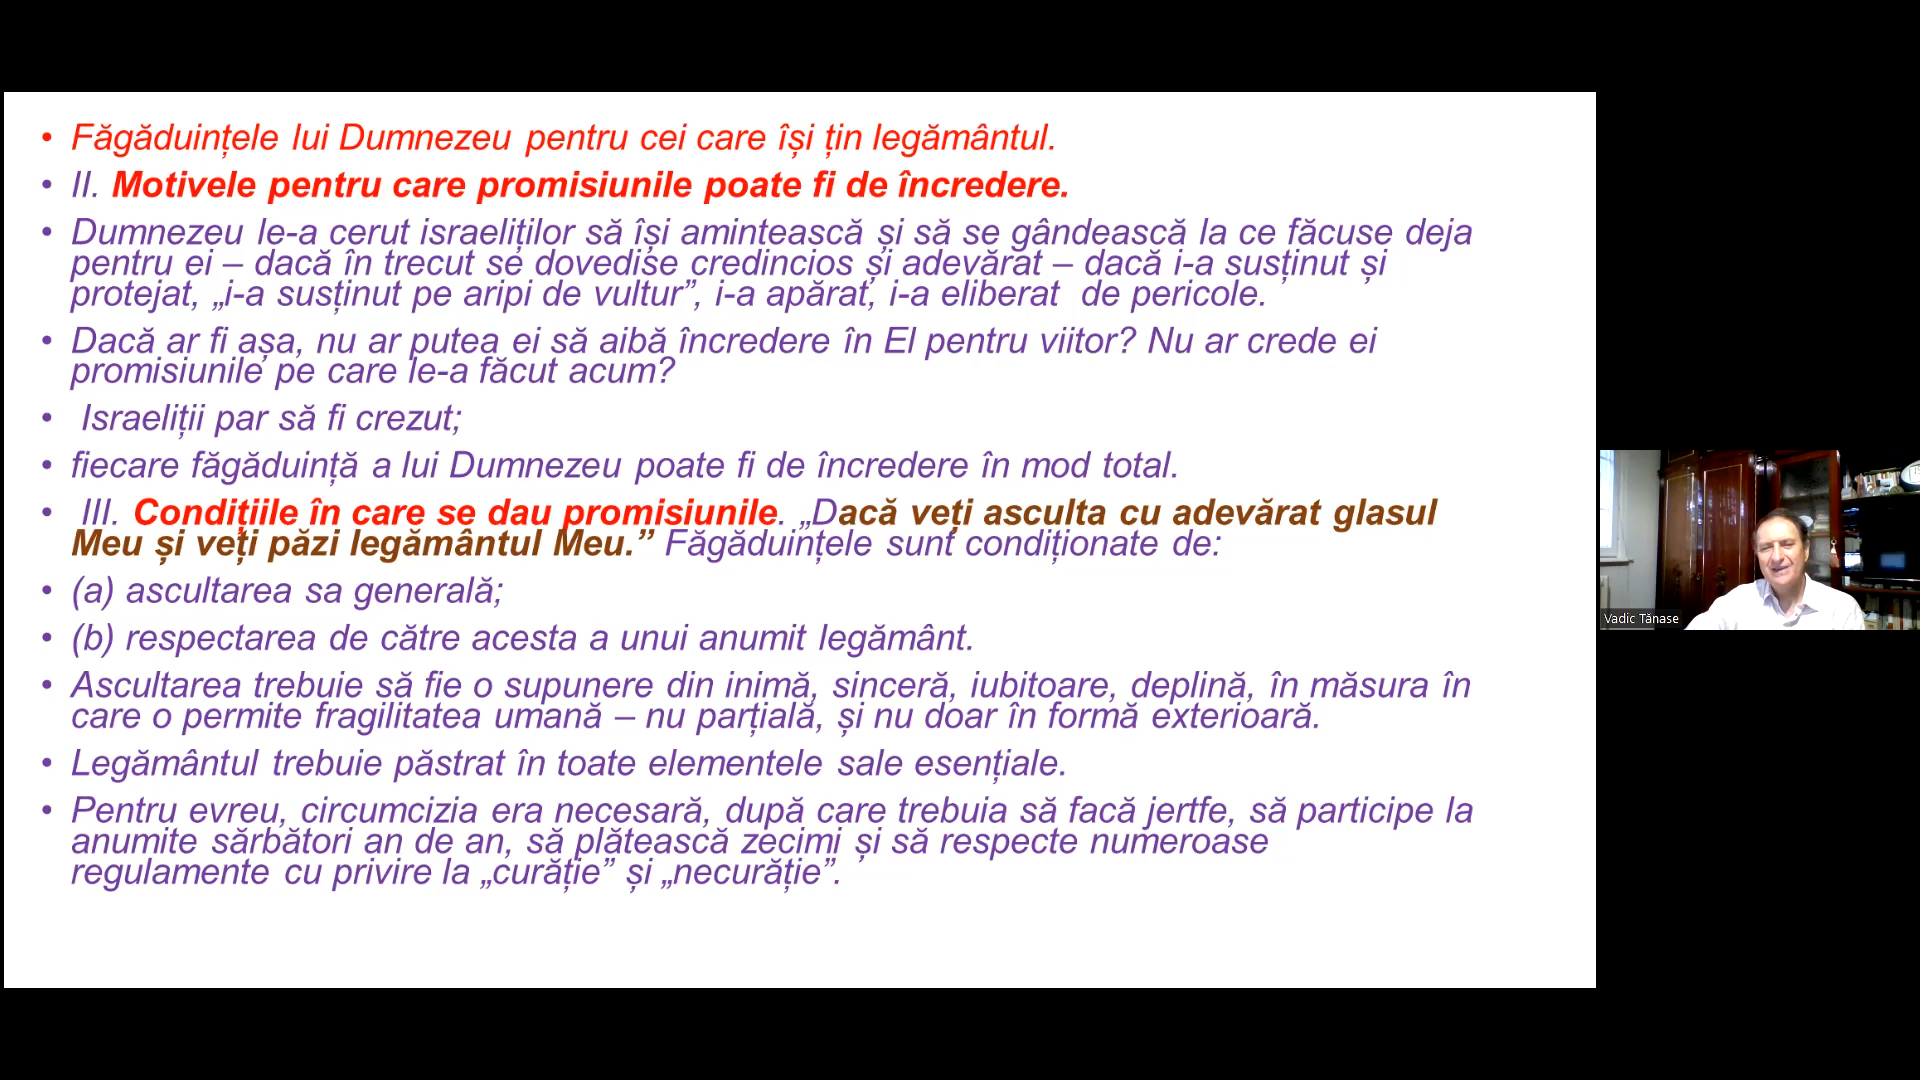 • Făgăduințele lui Dumnezeu pentru cei care își țin legământul.
• II. Motivele pentru care promisiunile poate fi de încredere.
• Dumnezeu le-a cerut israeliților să își amintească și să se gândească la ce făcuse deja
pentru ei – dacă în trecut se dovedise credincios și adevărat – dacă i-a susținut și
protejat, „i-a susținut pe aripi de vultur”, i-a apărat, i-a eliberat  de pericole.
• Dacă ar fi așa, nu ar putea ei să aibă încredere în El pentru viitor? Nu ar crede ei
promisiunile pe care le-a făcut acum?
• Israeliții par să fi crezut;
• fiecare făgăduință a lui Dumnezeu poate fi de încredere în mod total.
• III. Condițiile în care se dau promisiunile. „Dacă veți asculta cu adevărat glasul
Meu și veți păzi legământul Meu.” Făgăduințele sunt condiționate de:
• (a) ascultarea sa generală;
• (b) respectarea de către acesta a unui anumit legământ.
• Ascultarea trebuie să fie o supunere din inimă, sinceră, iubitoare, deplină, în măsura în
care o permite fragilitatea umană – nu parțială, și nu doar în formă exterioară.
• Legământul trebuie păstrat în toate elementele sale esențiale.
• Pentru evreu, circumcizia era necesară, după care trebuia să facă jertfe, să participe la
anumite sărbători an de an, să plătească zecimi și să respecte numeroase
regulamente cu privire la „curăție” și „necurăție”.
Vadic Tănase